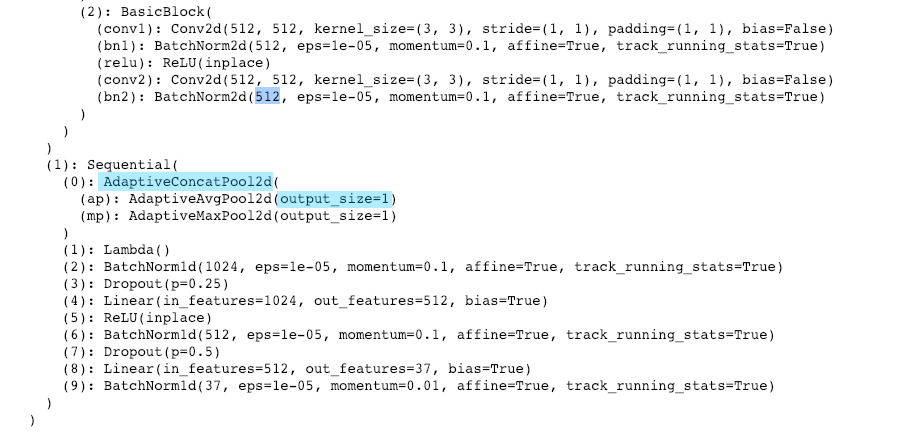 (2): BasicBlock(
(conv1): Conv2d(512, 512, kernel_size=(3, 3), stride=(1, 1), padding=(1, 1), bias=False)
(bn1): BatchNorm2d(512, eps=1e-05, momentum=0.1, affine=True, track_running_stats=True)
(relu): ReLU(inplace)
(conv2): Conv2d(512, 512, kernel_size=(3, 3), stride=(1, 1), padding=(1, 1), bias=False)
(bn2): BatchNorm2d(512, eps=1e-05, momentum=0.1, affine=True, track_running_stats=True)
)
)
)
(1): Sequential(
(0): AdaptiveConcatPool2d(
(ap): AdaptiveAvgPool2d(output_size=1)
(mp): AdaptiveMaxPool2d(output_size=1)
)
(1): Lambda()
(2): BatchNorm1d(1024, eps=1e-05, momentum=0.1, affine=True, track_running_stats=True)
(3): Dropout(p=0.25)
(4): Linear(in_features=1024, out_features=512, bias=True)
(5): ReLU(inplace)
(6): BatchNorm1d(512, eps=1e-05, momentum=0.1, affine=True, track_running_stats=True)
(7): Dropout(p=0.5)
(8): Linear(in_features=512, out_features=37, bias=True)
(9): BatchNorm1d(37, eps=1e-05, momentum=0.01, affine=True, track_running_stats=True)
)
)